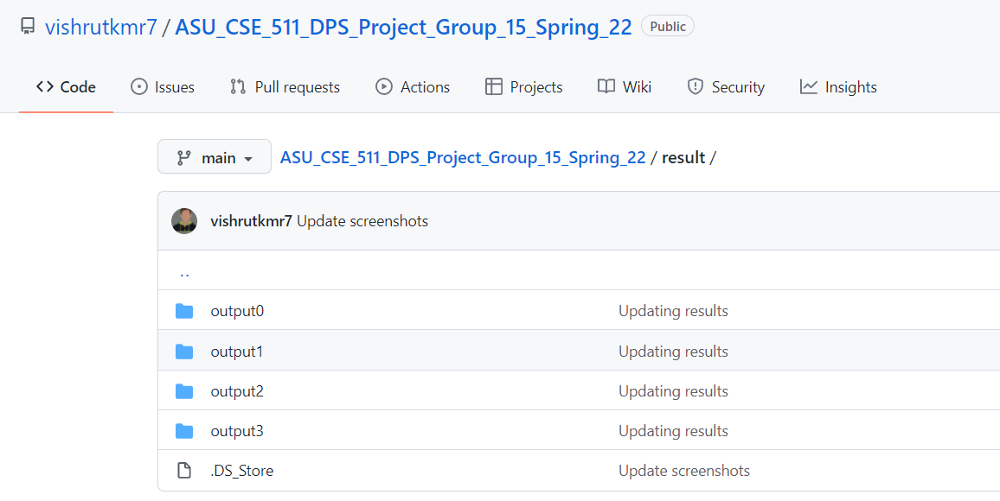 vishrutkmr7 / ASU_CSE_511_DPS_Project_Group_15_Spring_22 Public
Code Issues Pull requests Actions Projects Wiki Security Insights
main ASU_CSE_511_DPS_Project_Group_15_Spring_22 / result /
vishrutkmr7 Update screenshots
..
output0 Updating results
output1 Updating results
output2 Updating results
output3 Updating results
.DS_Store Update screenshots